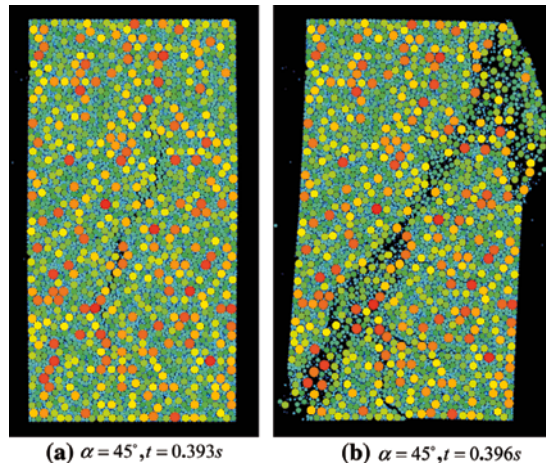 (a) α = 45°, t = 0.393s
(b) α = 45°, t = 0.396s